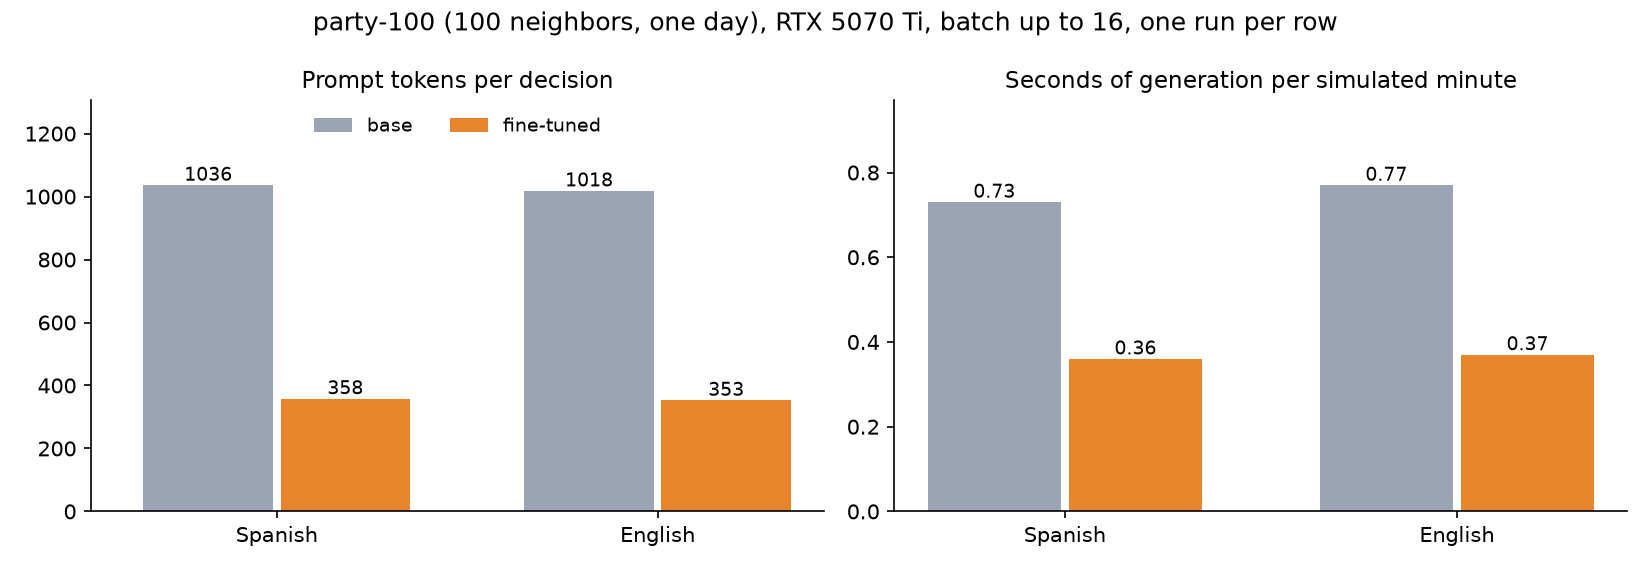 party-100 (100 neighbors, one day), RTX 5070 Ti, batch up to 16, one run per row
Prompt tokens per decision
base
fine-tuned
1200
1000
800
600
400
200
0
1036
358
1018
353
Spanish
English
Seconds of generation per simulated minute
0.8
0.6
0.4
0.2
0.0
0.73
0.36
0.77
0.37
Spanish
English